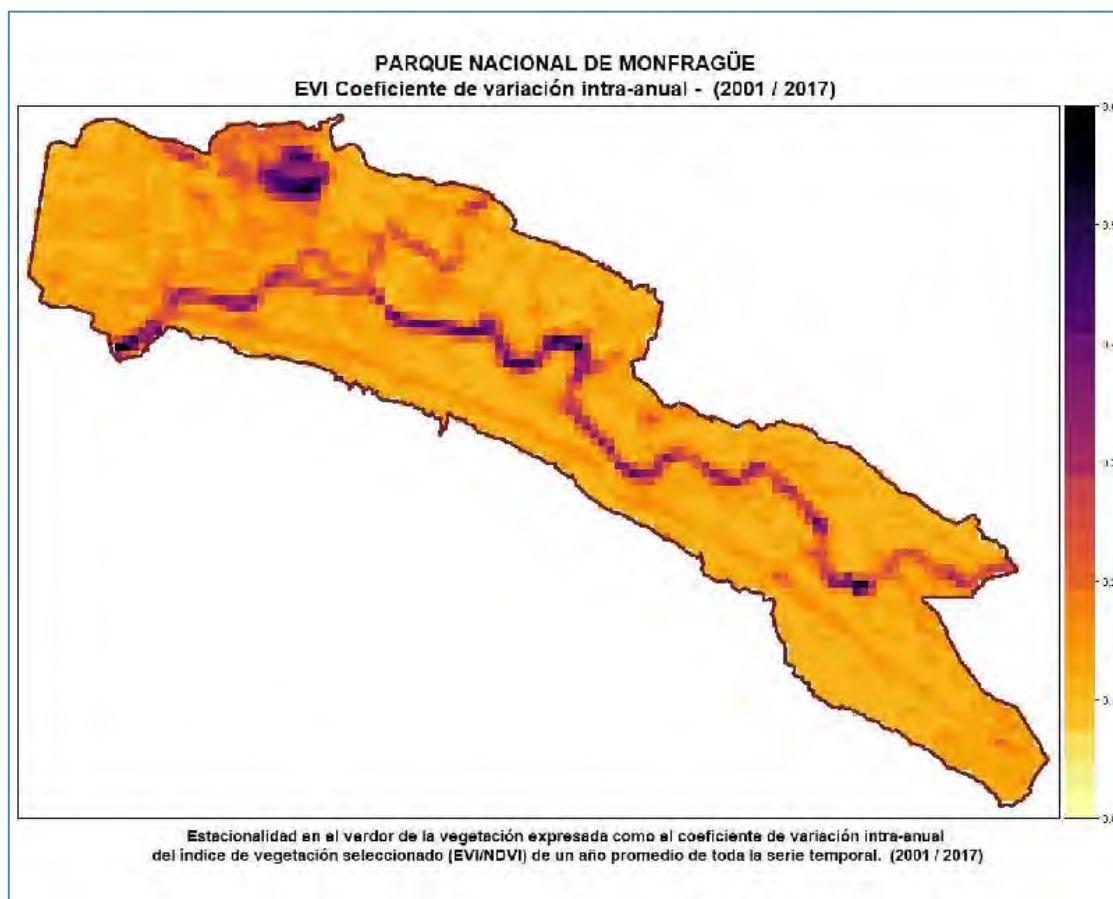 PARQUE NACIONAL DE MONFRAGÜE
EVI Coeficiente de variación intra-anual - (2001 / 2017)
Estacionalidad en el verdor de la vegetación expresada como el coeficiente de variación intra-anual
del índice de vegetación seleccionado (EVI/NDVI) de un año promedio de toda la serie temporal. (2001 / 2017)